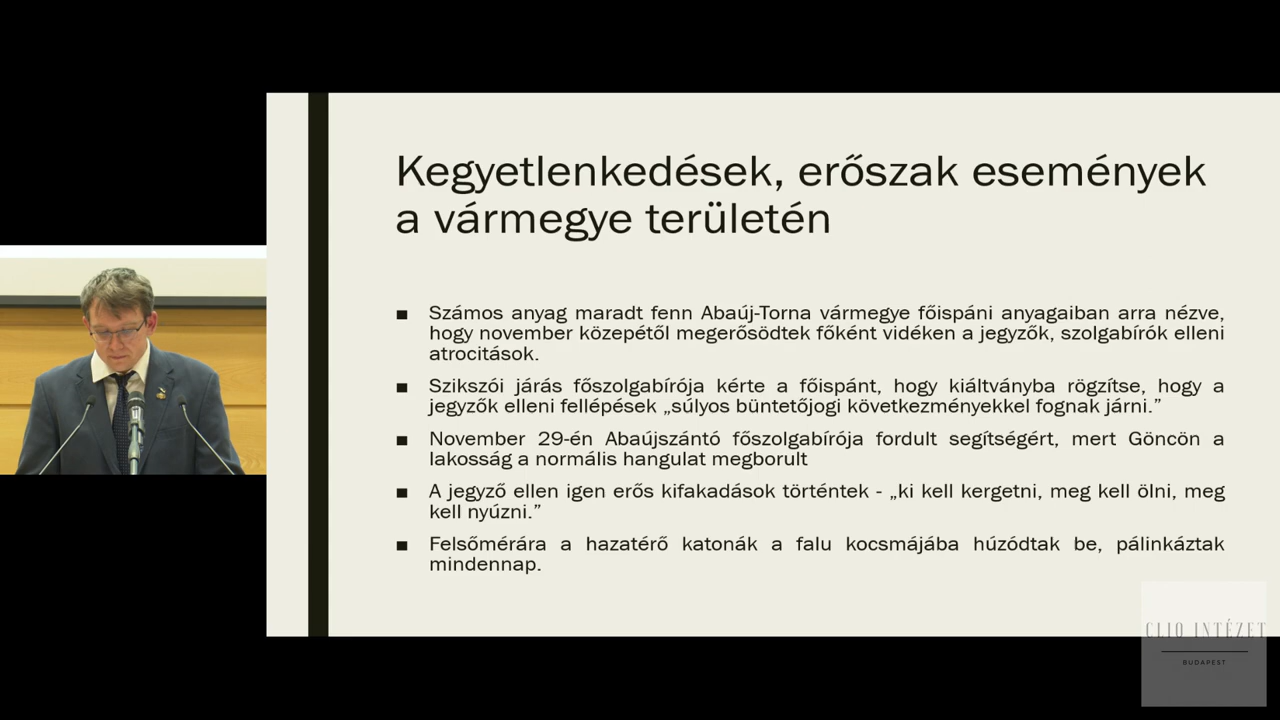 Kegyetlenkedések, erőszak események
a vármegye területén
■ Számos anyag maradt fenn Abaúj-Torna vármegye főispáni anyagaiban arra nézve,
hogy november közepétől megerősödtek főként vidéken a jegyzők, szolgabírók elleni
atrocitások.
■ Szikszói járás főszolgabírója kérte a főispánt, hogy kiáltványba rögzítse, hogy a
jegyzők elleni fellépések „súlyos büntetőjogi következményekkel fognak járni.”
■ November 29-én Abaújszántó főszolgabírója fordult segítségért, mert Göncön a
lakosság a normális hangulat megborult
■ A jegyző ellen igen erős kifakadások történtek - „ki kell kergetni, meg kell ölni, meg
kell nyúzni.”
■ Felsőmérára a hazatérő katonák a falu kocsmájába húzódtak be, pálinkáztak
mindennap.
CLIO INTÉZET
BUDAPEST